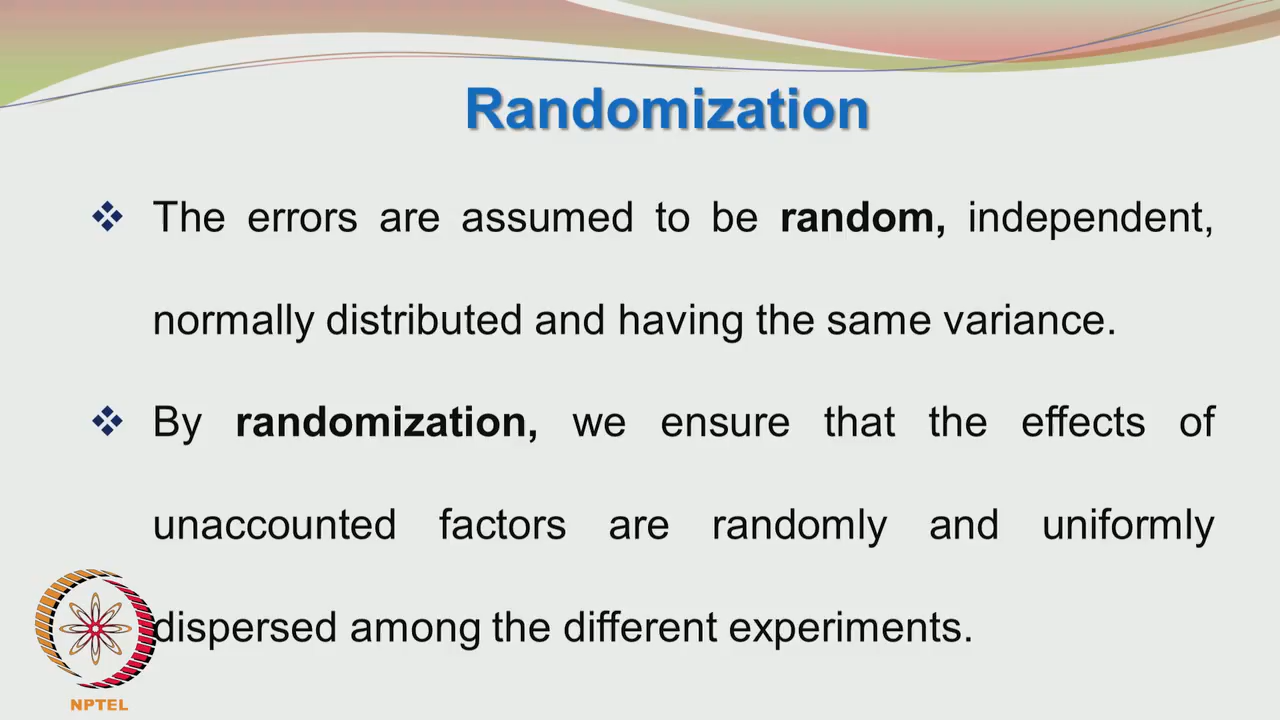 Randomization
❖ The errors are assumed to be random, independent,
normally distributed and having the same variance.
❖ By randomization, we ensure that the effects of
unaccounted factors are randomly and uniformly
dispersed among the different experiments.
NPTEL